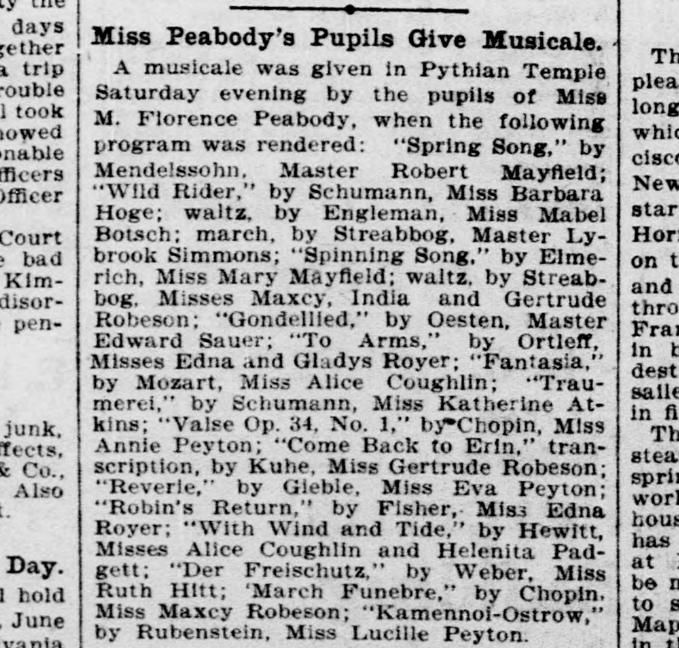 y the
days
gether
a trip
rouble
l took
howed
onable
fficers
Officer
Court
e bad
Kim-
disor-
pen-
junk,
ffects,
& Co.,
Also
t.
Day.
l hold
, June
vania
Miss Peabody's Pupils Give Musicale.
A musicale was given in Pythian Temple
Saturday evening by the pupils of Miss
M. Florence Peabody, when the following
program was rendered: "Spring Song," by
Mendelssohn, Master Robert Mayfield;
"Wild Rider," by Schumann, Miss Barbara
Hoge; waltz, by Engleman, Miss Mabel
Botsch; march, by Streabbog, Master Ly-
brook Simmons; "Spinning Song," by Elme-
rich, Miss Mary Mayfield; waltz, by Streab-
bog, Misses Maxcy, India and Gertrude
Robeson; "Gondellied," by Oesten, Master
Edward Sauer; "To Arms," by Ortleff,
Misses Edna and Gladys Royer; "Fantasia,"
by Mozart, Miss Alice Coughlin; "Trau-
merei," by Schumann, Miss Katherine At-
kins; "Valse Op. 34, No. 1," by Chopin, Miss
Annie Peyton; "Come Back to Erin," tran-
scription, by Kuhe, Miss Gertrude Robeson;
"Reverie," by Gieble, Miss Eva Peyton;
"Robin's Return," by Fisher, Miss Edna
Royer; "With Wind and Tide," by Hewitt,
Misses Alice Coughlin and Helenita Pad-
gett; "Der Freischutz," by Weber, Miss
Ruth Hitt; 'March Funebre," by Chopin,
Miss Maxcy Robeson; "Kamennoi-Ostrow,"
by Rubenstein, Miss Lucille Peyton.
Th
plea
long
whic
cisc
New
star
Hor
on t
and
thro
Fran
in b
dest
saile
in fi
Th
stea
sprin
work
hous
has
at
be n
to s
Map
in th